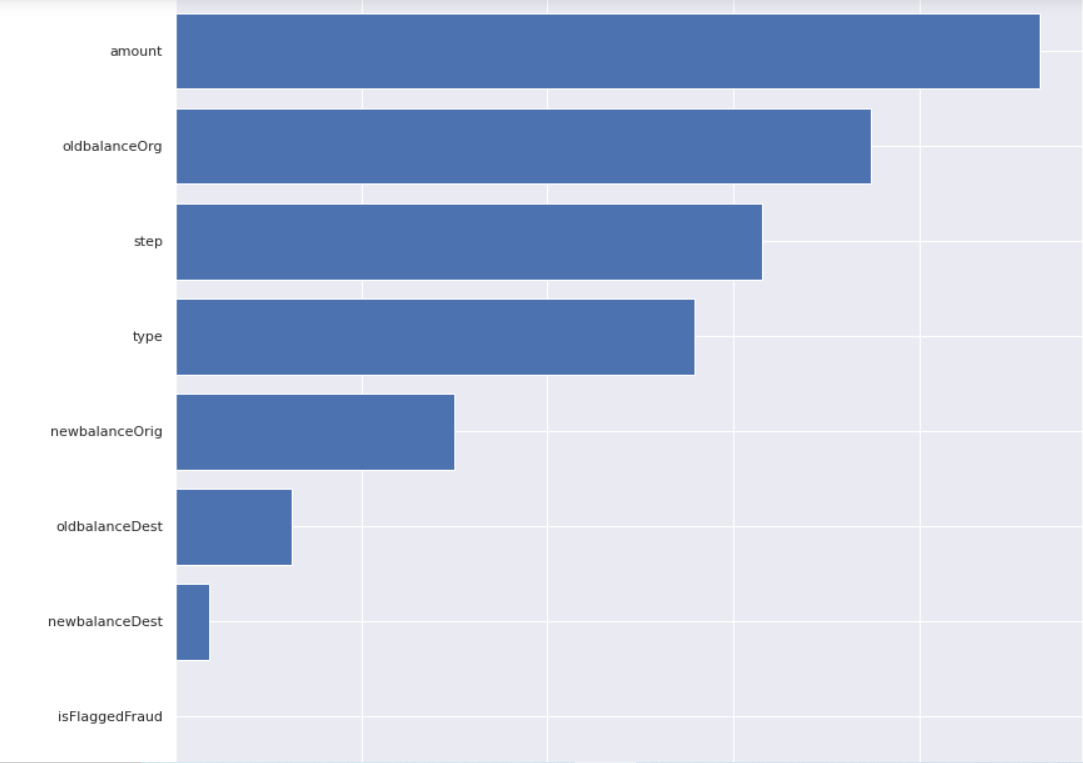 amount
oldbalanceOrg
step
type
newbalanceOrig
oldbalanceDest
newbalanceDest
isFlaggedFraud